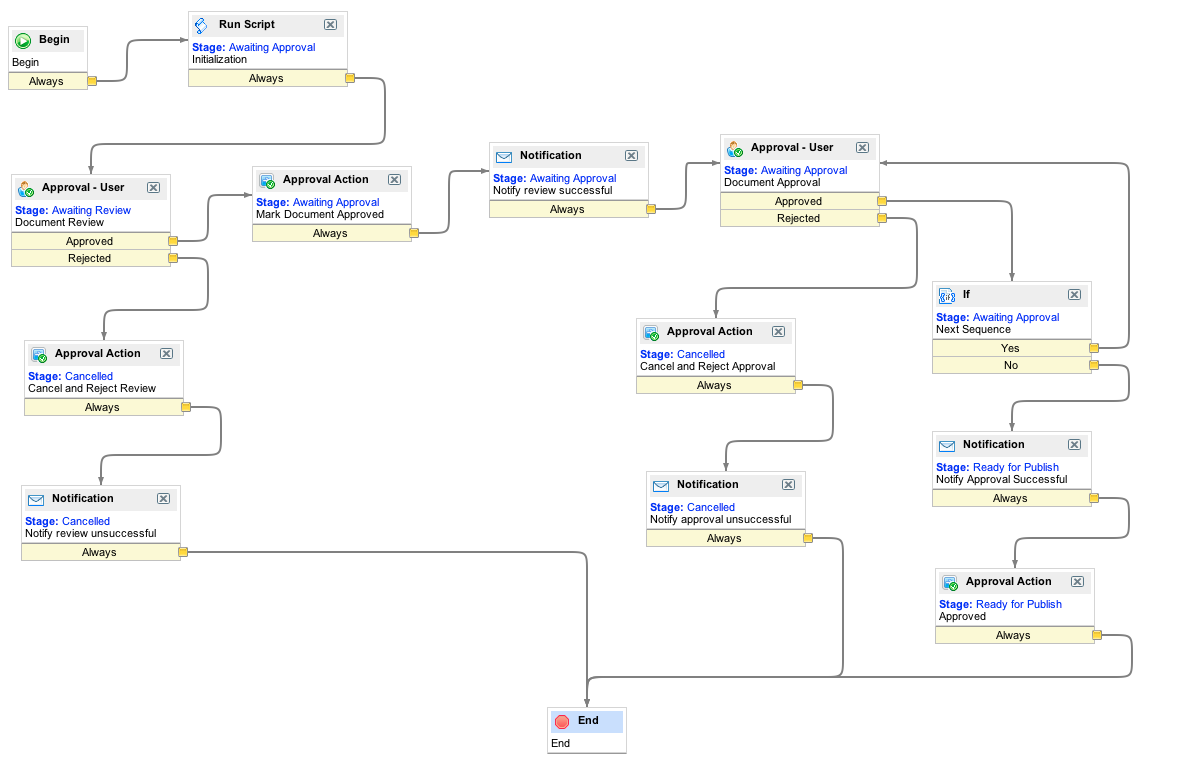 Begin
Begin
Always
Run Script
Stage: Awaiting Approval
Initialization
Always
Approval - User
Stage: Awaiting Review
Document Review
Approved
Rejected
Approval Action
Stage: Awaiting Approval
Mark Document Approved
Always
Notification
Stage: Awaiting Approval
Notify review successful
Always
Approval - User
Stage: Awaiting Approval
Document Approval
Approved
Rejected
If
Stage: Awaiting Approval
Next Sequence
Yes
No
Approval Action
Stage: Cancelled
Cancel and Reject Review
Always
Approval Action
Stage: Cancelled
Cancel and Reject Approval
Always
Notification
Stage: Ready for Publish
Notify Approval Successful
Always
Notification
Stage: Cancelled
Notify review unsuccessful
Always
Notification
Stage: Cancelled
Notify approval unsuccessful
Always
Approval Action
Stage: Ready for Publish
Approved
Always
End
End